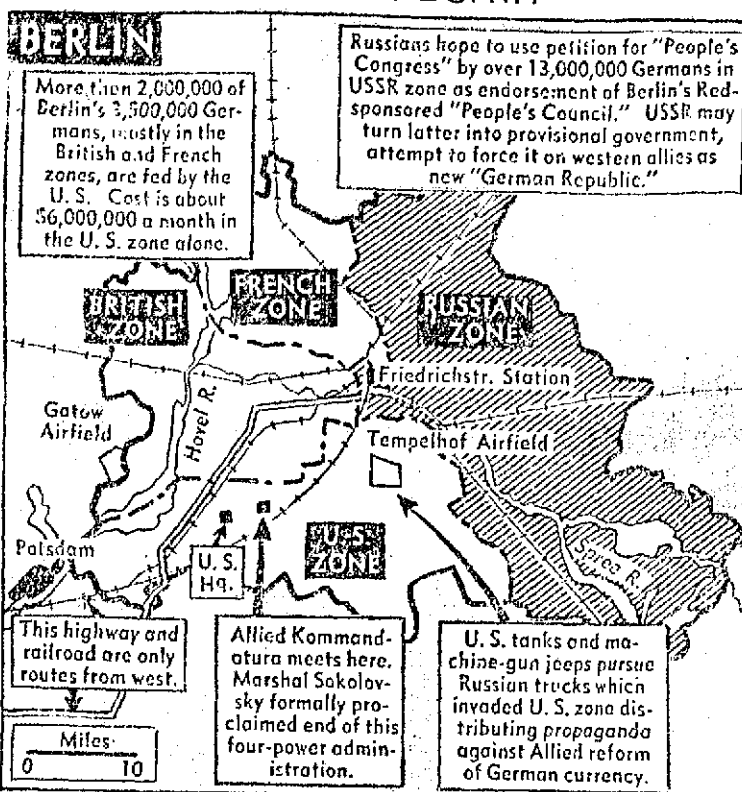 BERLIN
More than 2,000,000 of
Berlin's 3,500,000 Ger-
mans, mostly in the
British and French
zones, are fed by the
U. S. Cost is about
$6,000,000 a month in
the U. S. zone alone.
Russians hope to use petition for "People's
Congress" by over 13,000,000 Germans in
USSR zone as endorsement of Berlin's Red-
sponsored "People's Council." USSR may
turn latter into provisional government,
attempt to force it on western allies as
new "German Republic."
BRITISH
ZONE
FRENCH
ZONE
RUSSIAN
ZONE
Friedrichstr. Station
Gatow
Airfield
Havel R.
Tempelhof Airfield
Potsdam
U. S.
Hq.
U.S.
ZONE
Spree R.
This highway and
railroad are only
routes from west.
Miles
0 10
Allied Kommand-
atura meets here.
Marshal Sokolov-
sky formally pro-
claimed end of this
four-power admin-
istration.
U. S. tanks and ma-
chine-gun jeeps pursue
Russian trucks which
invaded U. S. zone dis-
tributing propaganda
against Allied reform
of German currency.